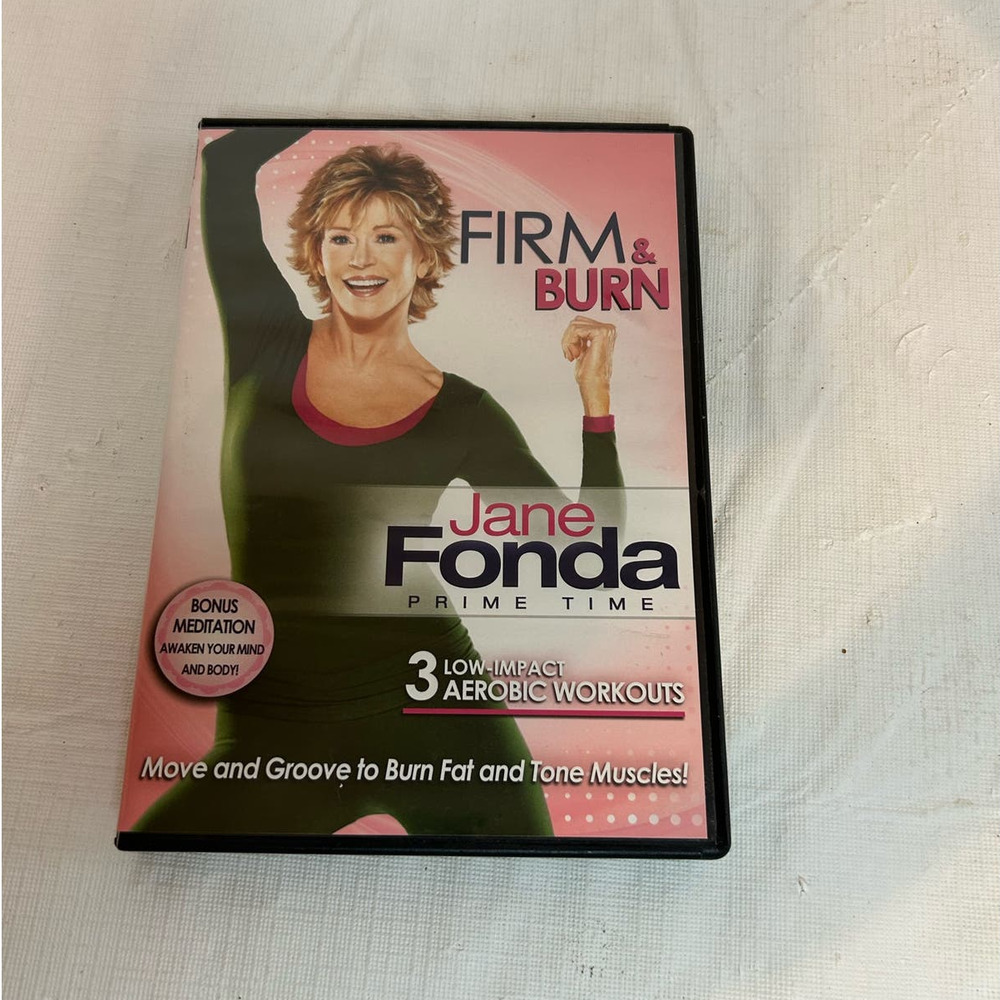 FIRM &
BURN
Jane
Fonda
PRIME TIME
BONUS
MEDITATION
AWAKEN YOUR MIND
AND BODY!
3 LOW-IMPACT
AEROBIC WORKOUTS
Move and Groove to Burn Fat and Tone Muscles!